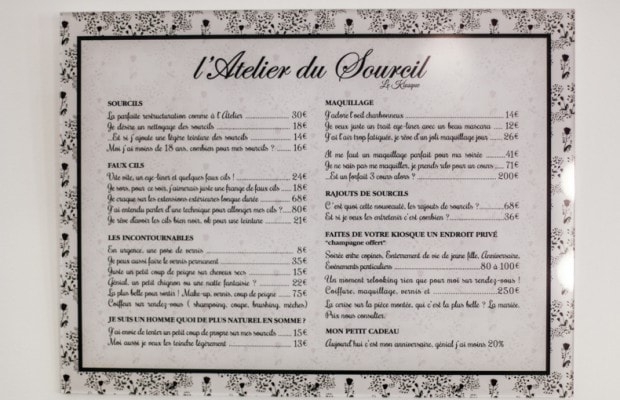 l'Atelier du Sourcil
Le Kiosque
SOURCILS
La parfaite restructuration comme à l'Atelier 30€
Je désire un nettoyage des sourcils 18€
...Est si j'ajoute une légère teinture des sourcils 14€
Moi j'ai moins de 18 ans, combien pour mes sourcils ? 16€
FAUX CILS
Vite vite, un eye-liner et quelques faux cils ! 24€
Je sors, pour ce soir, j'aimerais juste une frange de faux cils 18€
Je craque sur les extensions extérieures longue durée 68€
J'ai entendu parler d'une technique pour allonger mes cils ? 80€
Je rêve d'avoir les cils bien noir, ok pour une teinture 21€
LES INCONTOURNABLES
En urgence, une pose de vernis 8€
Je veux aussi faire le vernis permanent 35€
Juste un petit coup de peigne sur cheveux secs 15€
Génial, un petit chignon ou une natte fantaisie ? 22€
La plus belle pour sortir ! Make-up, vernis, coup de peigne 75€
Coiffeur sur rendez-vous ( shampoing, coupe, brushing, mèches)
JE SUIS UN HOMME QUOI DE PLUS NATUREL EN SOMME ?
J'ai envie de tenter un petit coup de propre sur mes sourcils 15€
Moi aussi je veux les teindre légèrement 13€
MAQUILLAGE
J'adore l'oeil charbonneux 14€
Je veux juste un trait eye-liner avec un beau mascara 12€
J'ai l'air trop fatiguée, je rêve d'un joli maquillage jour 26€
Il me faut un maquillage parfait pour ma soirée 41€
Je ne sais pas me maquiller, je prends rdv pour un cours 71€
...Est un forfait 3 cours alors ? 200€
RAJOUTS DE SOURCILS
C'est quoi cette nouveauté, les rajouts de sourcils ? 68€
Est si je vous les entretenir c'est combien ? 36€
FAITES DE VOTRE KIOSQUE UN ENDROIT PRIVÉ
"champagne offert"
Soirée entre copines, Enterrement de vie de jeune fille, Anniversaire,
Evènements particuliers 80 à 100€
Un moment relooking rien que pour moi sur rendez-vous !
Coiffure, maquillage, vernis et 250€
La cerise sur la pièce montée, qui c'est la plus belle ? La mariée.
Prix nous consulter.
MON PETIT CADEAU
Aujourd'hui c'est mon anniversaire, génial j'ai moins 20%